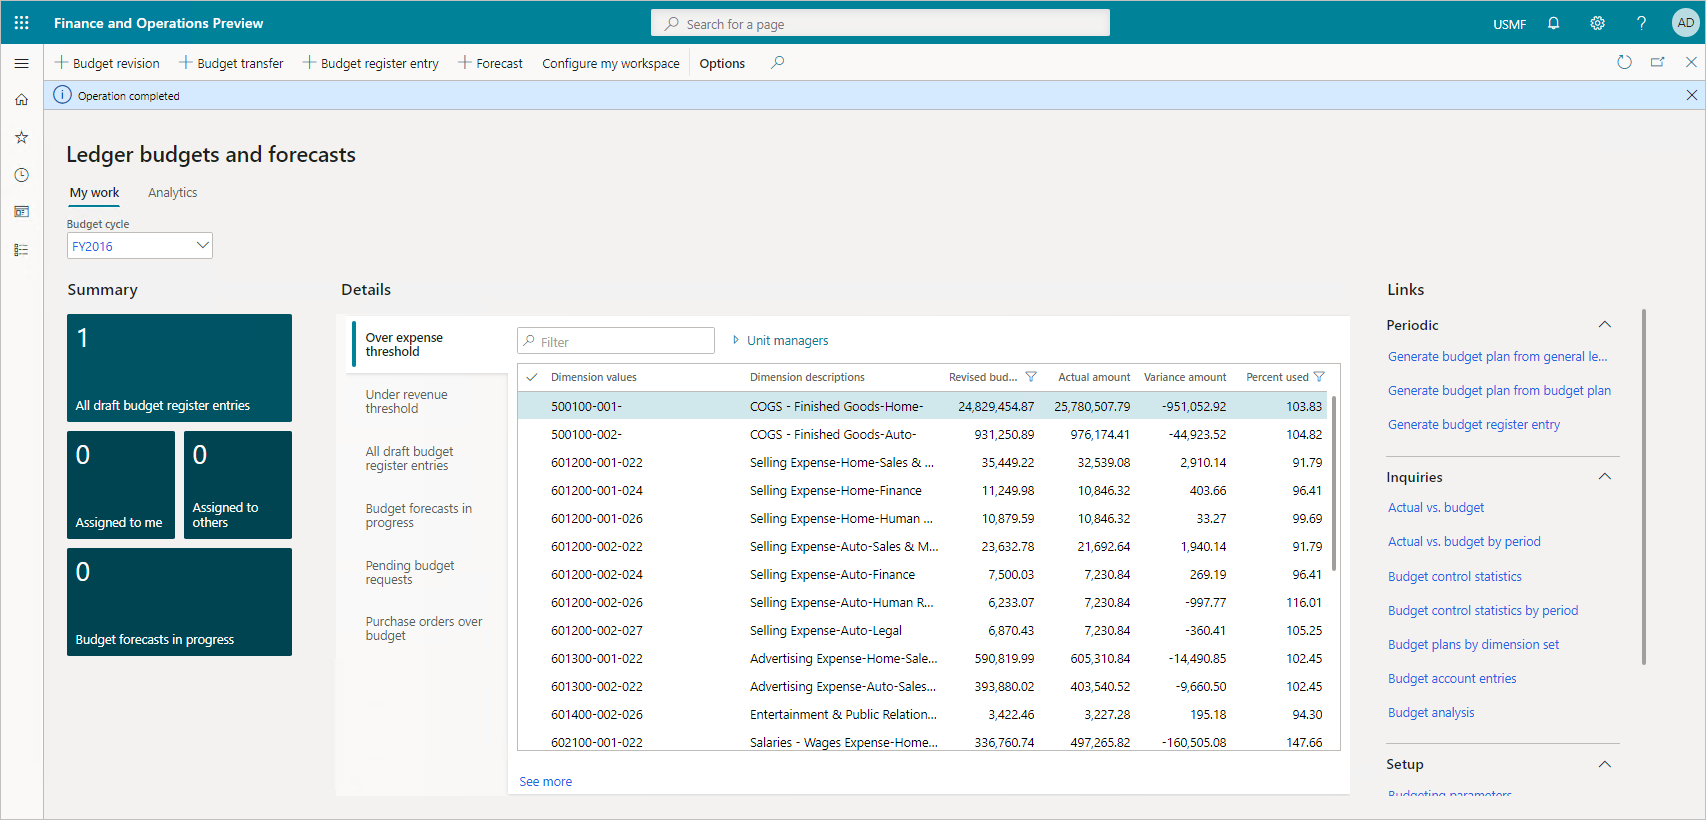 Finance and Operations Preview
Search for a page
USMF
?
AD
Budget revision
Budget transfer
Budget register entry
Forecast
Configure my workspace
Options
Operation completed
Ledger budgets and forecasts
My work
Analytics
Budget cycle
FY2016
Summary
1
All draft budget register entries
0
Assigned to me
0
Assigned to
others
0
Budget forecasts in progress
Details
Over expense
threshold
Under revenue
threshold
All draft budget
register entries
Budget forecasts in
progress
Pending budget
requests
Purchase orders over
budget
Filter
Unit managers
Dimension values Dimension descriptions Revised bud... Actual amount Variance amount Percent used
500100-001- COGS - Finished Goods-Home- 24,829,454.87 25,780,507.79 -951,052.92 103.83
500100-002- COGS - Finished Goods-Auto- 931,250.89 976,174.41 -44,923.52 104.82
601200-001-022 Selling Expense-Home-Sales & ... 35,449.22 32,539.08 2,910.14 91.79
601200-001-024 Selling Expense-Home-Finance 11,249.98 10,846.32 403.66 96.41
601200-001-026 Selling Expense-Home-Human ... 10,879.59 10,846.32 33.27 99.69
601200-002-022 Selling Expense-Auto-Sales & M... 23,632.78 21,692.64 1,940.14 91.79
601200-002-024 Selling Expense-Auto-Finance 7,500.03 7,230.84 269.19 96.41
601200-002-026 Selling Expense-Auto-Human R... 6,233.07 7,230.84 -997.77 116.01
601200-002-027 Selling Expense-Auto-Legal 6,870.43 7,230.84 -360.41 105.25
601300-001-022 Advertising Expense-Home-Sale... 590,819.99 605,310.84 -14,490.85 102.45
601300-002-022 Advertising Expense-Auto-Sales... 393,880.02 403,540.52 -9,660.50 102.45
601400-002-026 Entertainment & Public Relation... 3,422.46 3,227.28 195.18 94.30
602100-001-022 Salaries - Wages Expense-Home... 336,760.74 497,265.82 -160,505.08 147.66
See more
Links
Periodic
Generate budget plan from general le...
Generate budget plan from budget plan
Generate budget register entry
Inquiries
Actual vs. budget
Actual vs. budget by period
Budget control statistics
Budget control statistics by period
Budget plans by dimension set
Budget account entries
Budget analysis
Setup
Budgeting parameters